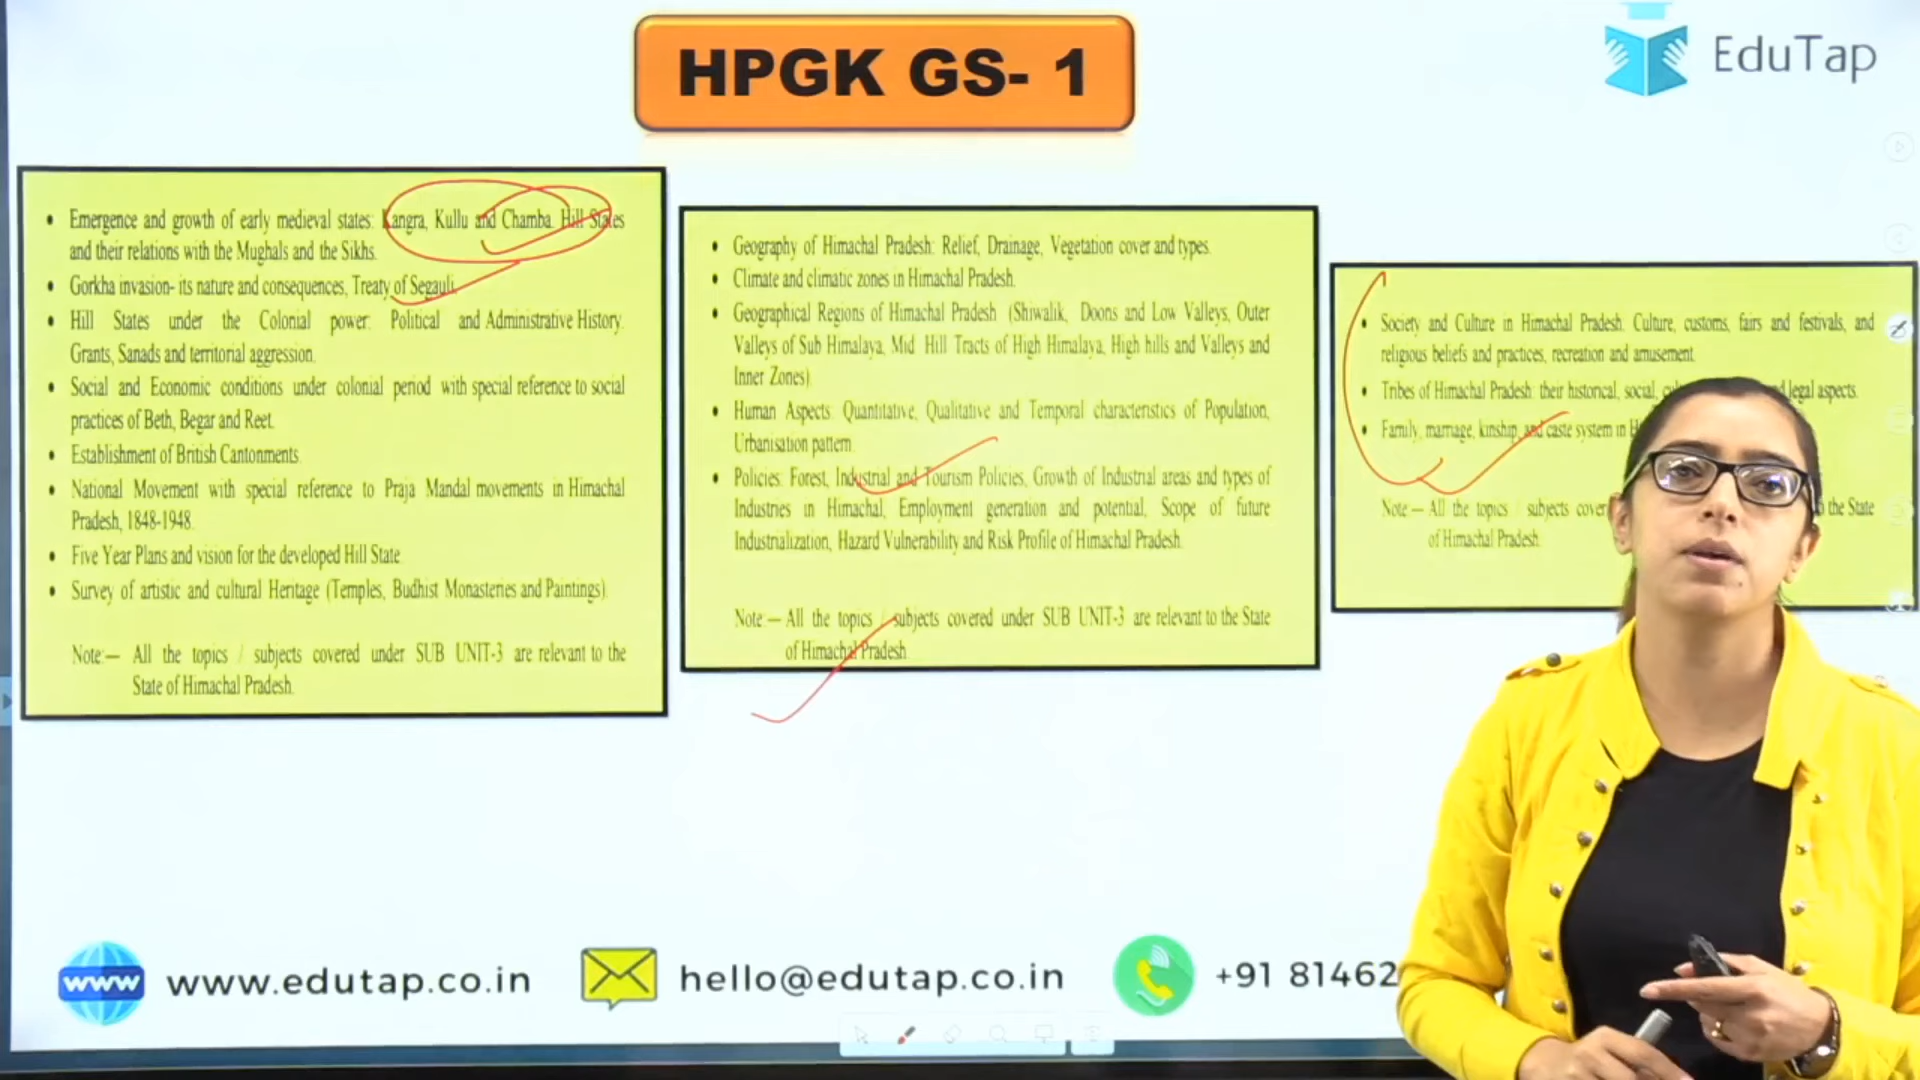 HPGK GS- 1
EduTap
• Emergence and growth of early medieval states: Kangra, Kullu and Chamba. Hill States
and their relations with the Mughals and the Sikhs.
• Gorkha invasion- its nature and consequences, Treaty of Segauli.
• Hill States under the Colonial power: Political and Administrative History.
Grants, Sanads and territorial aggression.
• Social and Economic conditions under colonial period with special reference to social
practices of Beth, Begar and Reet.
• Establishment of British Cantonments.
• National Movement with special reference to Praja Mandal movements in Himachal
Pradesh, 1848-1948.
• Five Year Plans and vision for the developed Hill State.
• Survey of artistic and cultural Heritage (Temples, Budhist Monasteries and Paintings).
Note:— All the topics / subjects covered under SUB UNIT-3 are relevant to the
State of Himachal Pradesh.
• Geography of Himachal Pradesh: Relief, Drainage, Vegetation cover and types.
• Climate and climatic zones in Himachal Pradesh.
• Geographical Regions of Himachal Pradesh (Shiwalik, Doons and Low Valleys, Outer
Valleys of Sub Himalaya, Mid Hill Tracts of High Himalaya, High hills and Valleys and
Inner Zones)
• Human Aspects: Quantitative, Qualitative and Temporal characteristics of Population,
Urbanisation pattern.
• Policies: Forest, Industrial and Tourism Policies, Growth of Industrial areas and types of
Industries in Himachal, Employment generation and potential, Scope of future
Industrialization, Hazard Vulnerability and Risk Profile of Himachal Pradesh.
Note:— All the topics / subjects covered under SUB UNIT-3 are relevant to the State
of Himachal Pradesh
• Society and Culture in Himachal Pradesh. Culture, customs, fairs and festivals, and
religious beliefs and practices, recreation and amusement.
• Tribes of Himachal Pradesh: their historical, social, legal aspects.
• Family, marriage, kinship, and caste system in
Note:— All the topics / subjects the State
of Himachal Pradesh.
www
www.edutap.co.in
hello@edutap.co.in
+91 81462